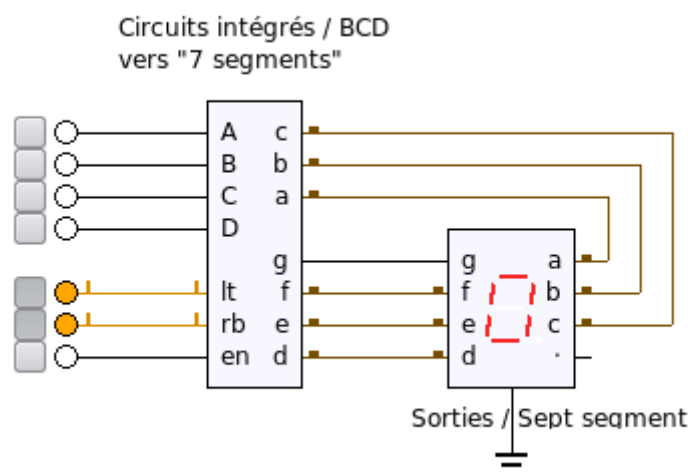 Circuits intégrés / BCD
vers "7 segments"
A c
B b
C a
D
g g a
lt f f b
rb e e c
en d d .
Sorties / Sept segment